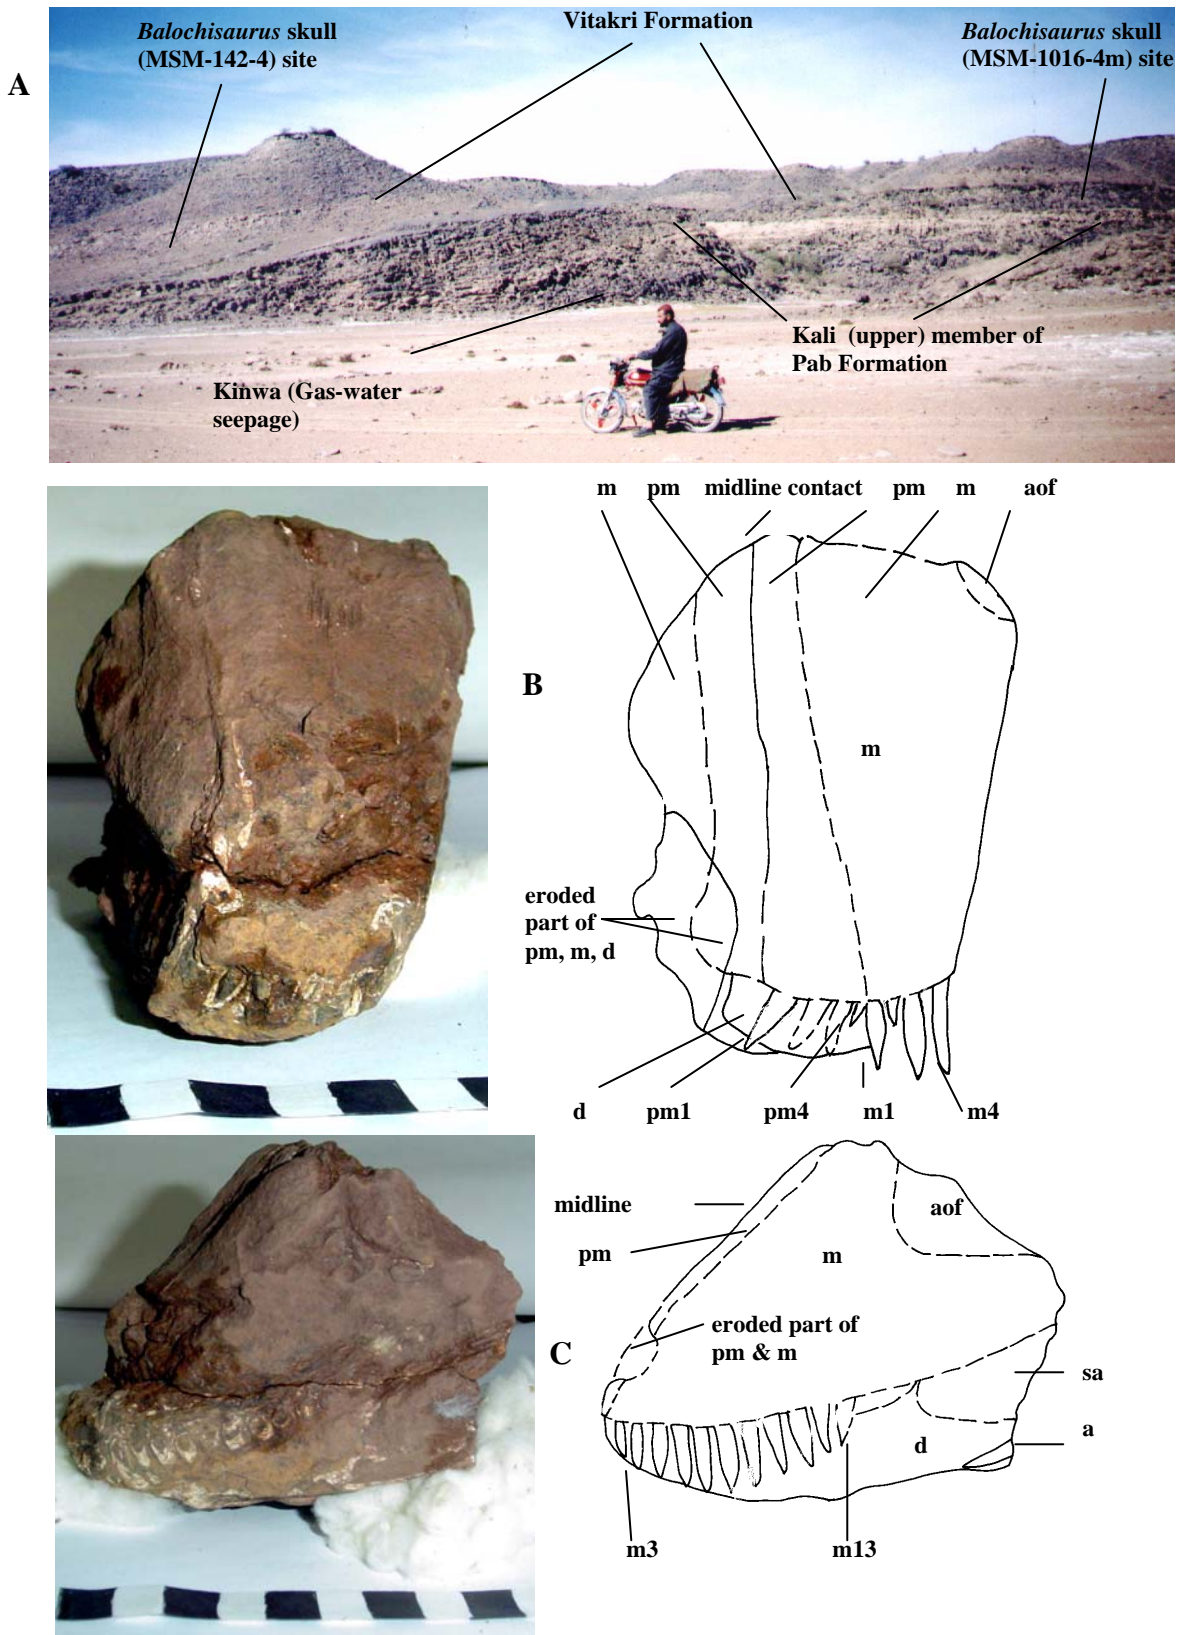 Balochisaurus skull
(MSM-142-4) site
Vitakri Formation
Balochisaurus skull
(MSM-1016-4m) site
A
Kali (upper) member of
Pab Formation
Kinwa (Gas-water
seepage)
m pm midline contact pm m aof
B
m
eroded
part of
pm, m, d
d pm1 pm4 m1 m4
midline
aof
pm
m
eroded part of
pm & m
C
sa
a
d
m3 m13